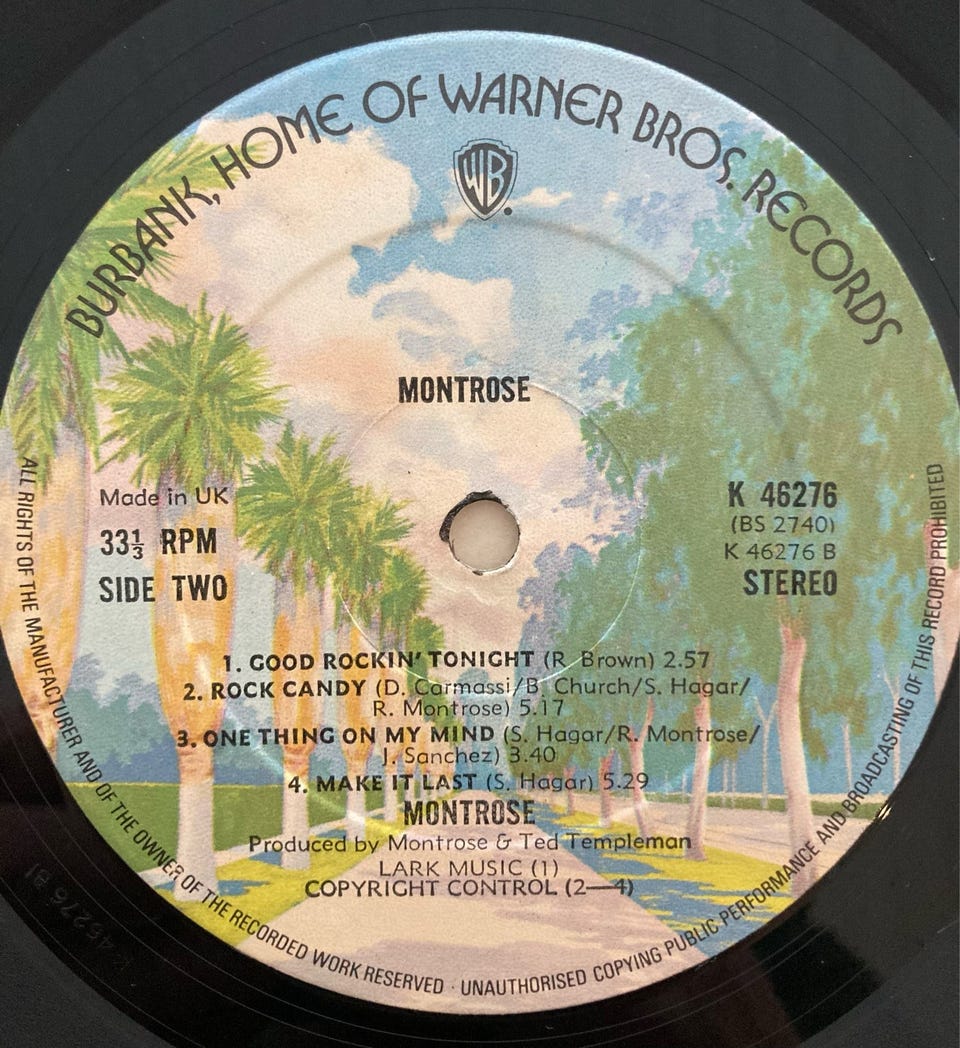 BURBANK, HOME OF WARNER BROS. RECORDS
WB
MONTROSE
Made in UK
33⅓ RPM
SIDE TWO
K 46276
(BS 2740)
K 46276 B
STEREO
1. GOOD ROCKIN' TONIGHT (R. Brown) 2.57
2. ROCK CANDY (D. Carmassi/B. Church/S. Hagar/
R. Montrose) 5.17
3. ONE THING ON MY MIND (S. Hagar/R. Montrose/
J. Sanchez) 3.40
4. MAKE IT LAST (S. Hagar) 5.29
MONTROSE
Produced by Montrose & Ted Templeman
LARK MUSIC (1)
COPYRIGHT CONTROL (2—4)
ALL RIGHTS OF THE MANUFACTURER AND OF THE OWNER OF THE RECORDED WORK RESERVED · UNAUTHORISED COPYING PUBLIC PERFORMANCE AND BROADCASTING OF THIS RECORD PROHIBITED